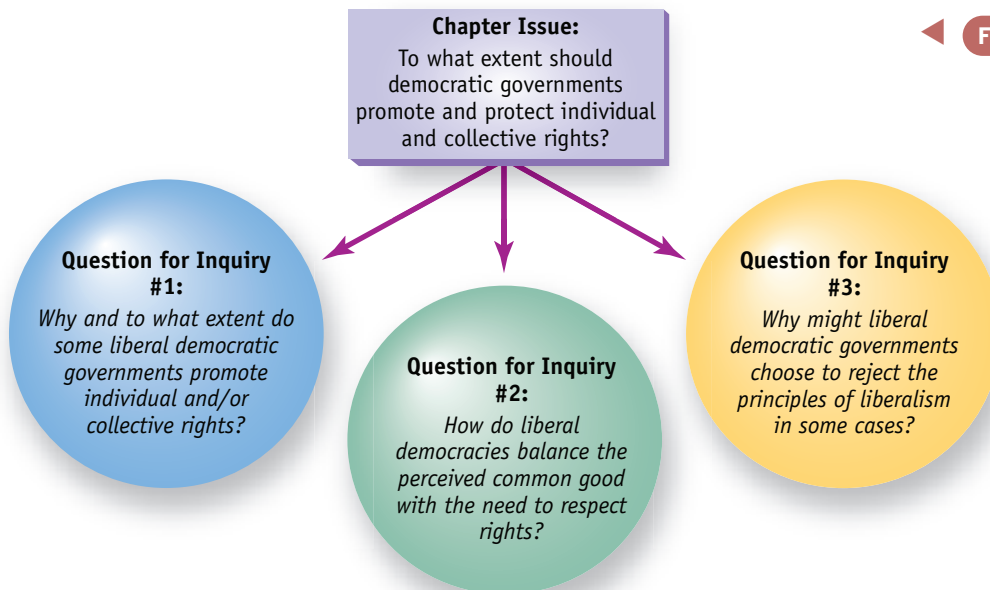 Chapter Issue:
To what extent should
democratic governments
promote and protect individual
and collective rights?
F
Question for Inquiry
#1:
Why and to what extent do
some liberal democratic
governments promote
individual and/or
collective rights?
Question for Inquiry
#2:
How do liberal
democracies balance the
perceived common good
with the need to respect
rights?
Question for Inquiry
#3:
Why might liberal
democratic governments
choose to reject the
principles of liberalism
in some cases?